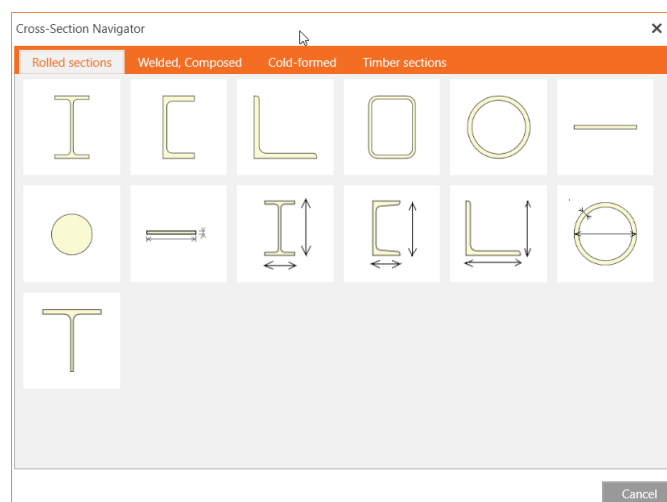 Cross-Section Navigator
Rolled sections Welded, Composed Cold-formed Timber sections
Cancel